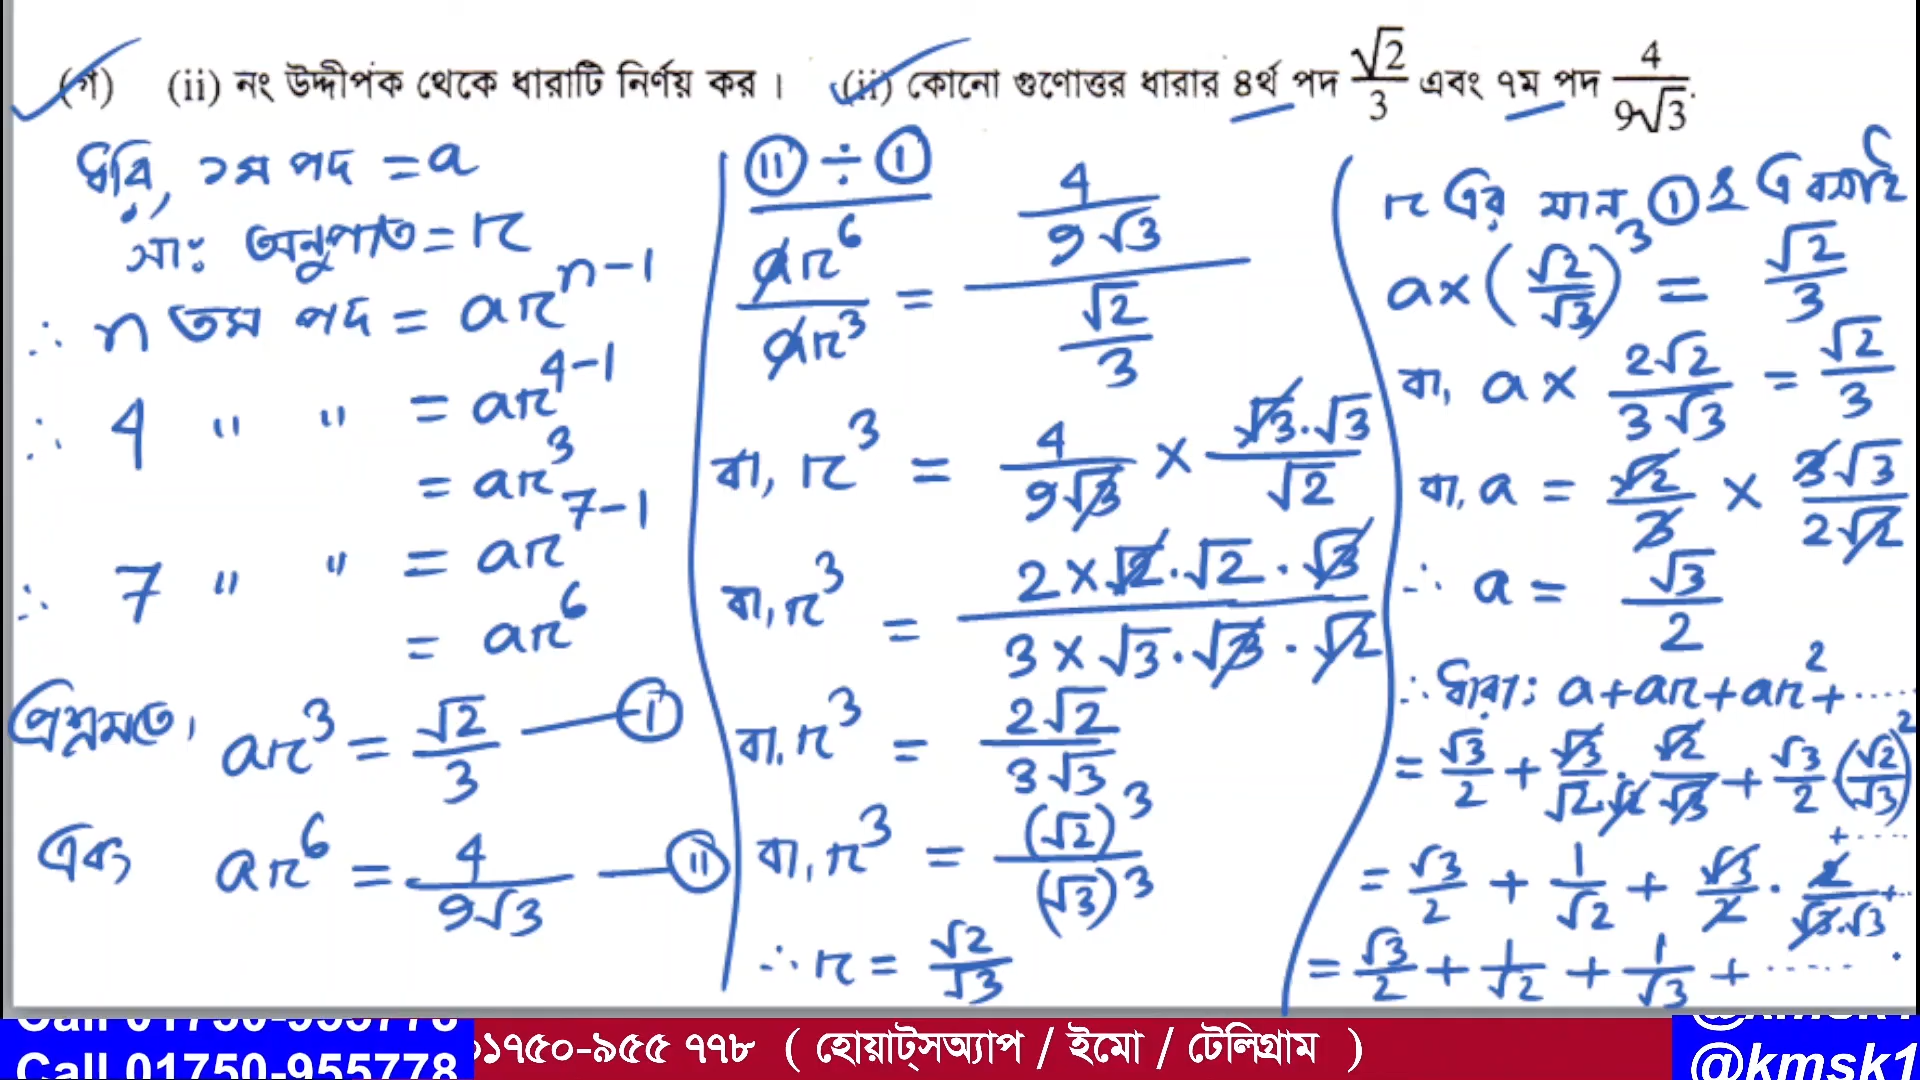 (গ) (ii) নং উদ্দীপক থেকে ধারাটি নির্ণয় কর। (ii) কোনো গুণোত্তর ধারার ৪র্থ পদ √2/3 এবং ৭ম পদ 4/9√3.
ধরি, ১ম পদ = a
সাঃ অনুপাত = r
∴ n তম পদ = ar^(n-1)
∴ 4 " " = ar^(4-1)
= ar^3
∴ 7 " " = ar^(7-1)
= ar^6
প্রশ্নমতে, ar^3 = √2/3 — (i)
এবং ar^6 = 4/9√3 — (ii)
(ii) ÷ (i)
ar^6/ar^3 = (4/9√3)/(√2/3)
বা, r^3 = 4/9√3 × √3.√3/√2
বা, r^3 = (2×√2.√2.√3)/(3×√3.√3.√2)
বা, r^3 = 2√2/3√3
বা, r^3 = (√2)^3/(√3)^3
∴ r = √2/√3
r এর মান (i) নং এ বসাই
a×(√2/√3)^3 = √2/3
বা, a× 2√2/3√3 = √2/3
বা, a = √2/3 × 3√3/2√2
∴ a = √3/2
∴ ধারা: a+ar+ar^2+......
= √3/2 + √3/√2.√2 . √2/√3 + √3/2 (√2/√3)^2 + ......
= √3/2 + 1/√2 + √3/2 . 2/√3.√3 + ...
= √3/2 + 1/√2 + 1/√3 + .......
Call 01750-955778
০১৭৫০-৯৫৫ ৭৭৮ ( হোয়াট্সঅ্যাপ / ইমো / টেলিগ্রাম )
@kmsk1